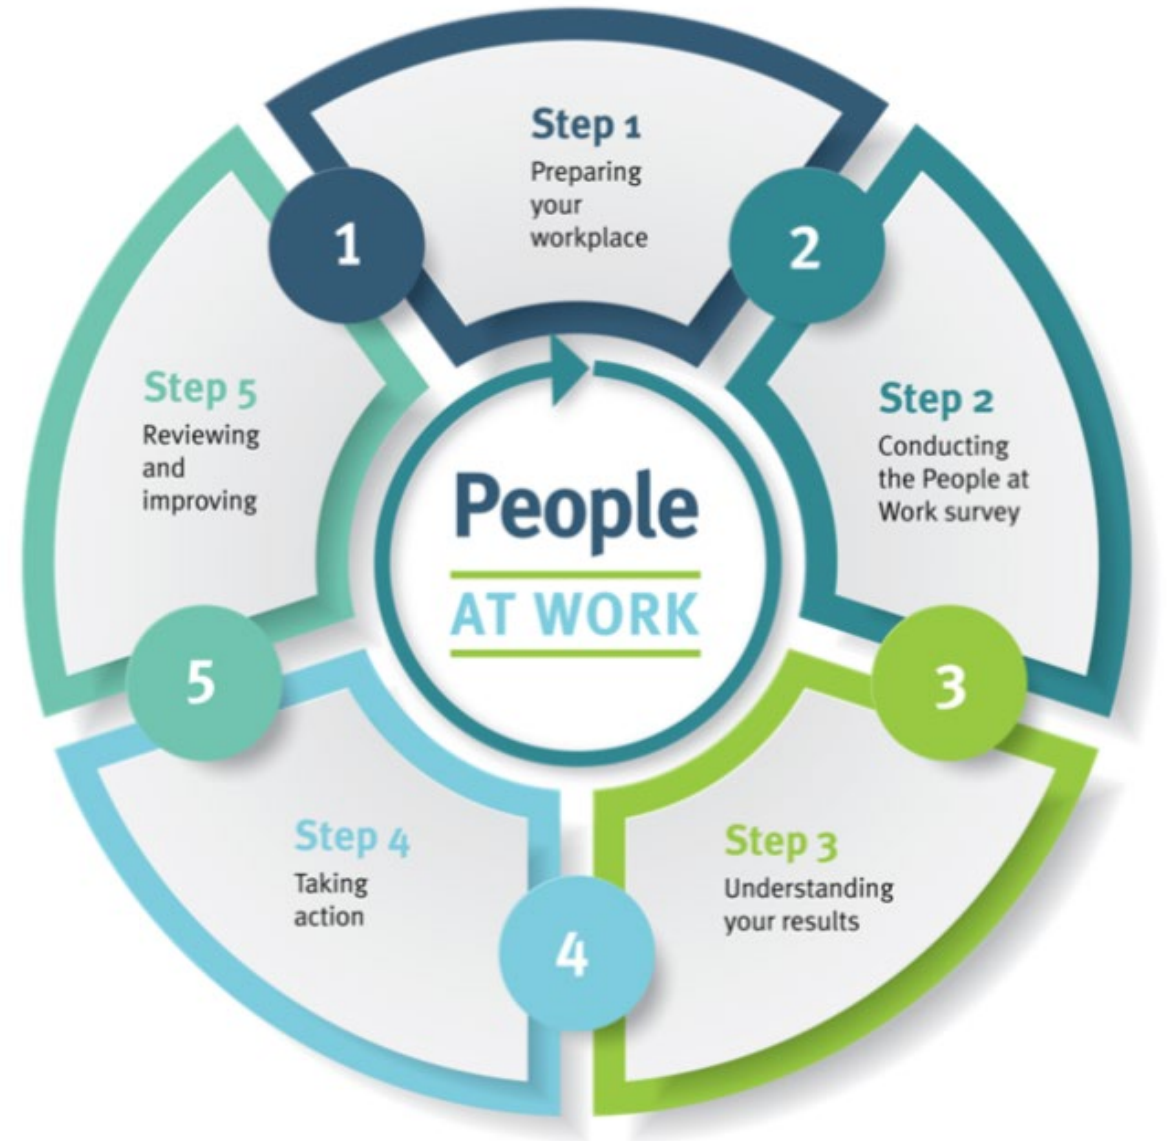 1
Step 1
Preparing
your
workplace
2
Step 2
Conducting
the People at
Work survey
3
Step 3
Understanding
your results
4
Step 4
Taking
action
5
Step 5
Reviewing
and
improving
People
AT WORK